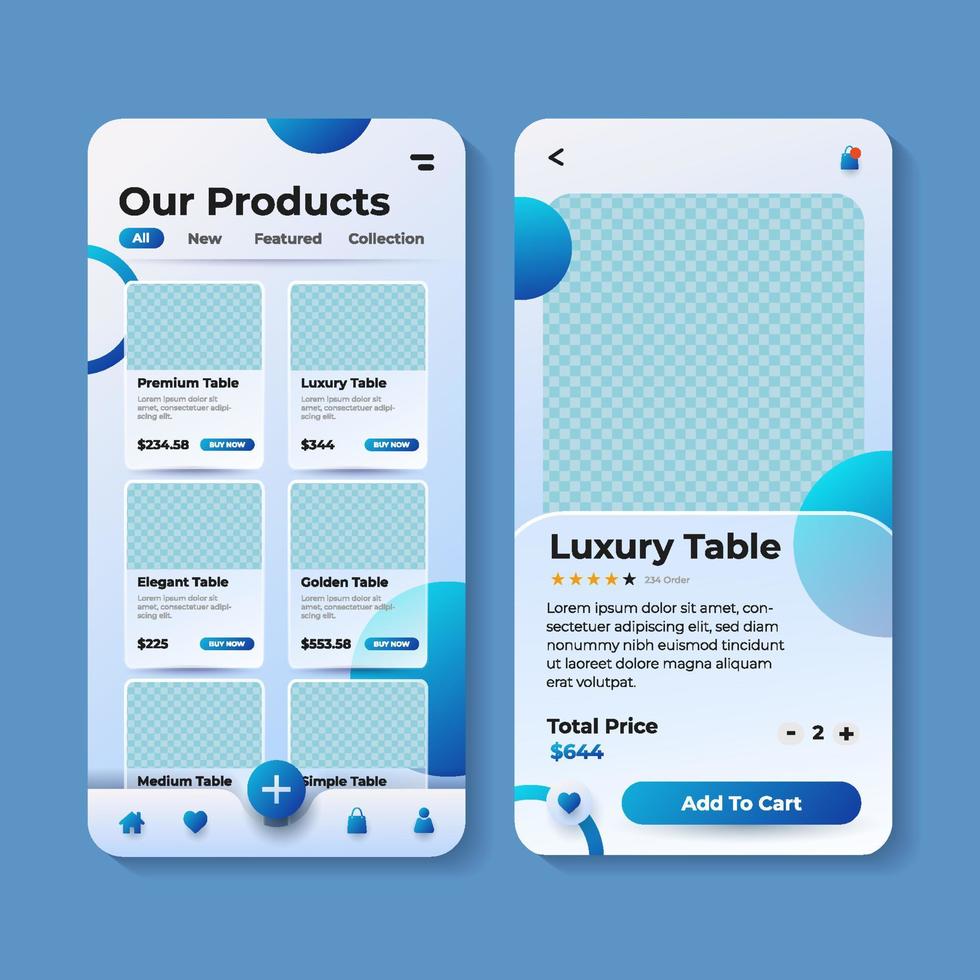 Our Products
All New Featured Collection
Premium Table
Lorem ipsum dolor sit
amet, consectetuer adipi-
scing elit.
$234.58 BUY NOW
Luxury Table
Lorem ipsum dolor sit
amet, consectetuer adipi-
scing elit.
$344 BUY NOW
Elegant Table
Lorem ipsum dolor sit
amet, consectetuer adipi-
scing elit.
$225 BUY NOW
Golden Table
Lorem ipsum dolor sit
amet, consectetuer adipi-
scing elit.
$553.58 BUY NOW
Medium Table
Simple Table
Luxury Table
234 Order
Lorem ipsum dolor sit amet, con-
sectetuer adipiscing elit, sed diam
nonummy nibh euismod tincidunt
ut laoreet dolore magna aliquam
erat volutpat.
Total Price
- 2 +
$644
Add To Cart